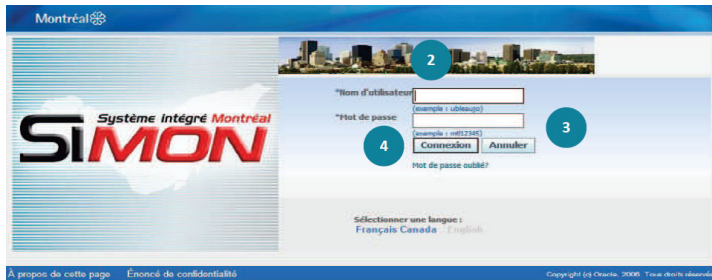 Montréal
2
*Nom d'utilisateur
(example : ubleaujo)
*Mot de passe
3
(example : mtl12345)
4
Connexion Annuler
Mot de passe oublié?
Système intégré Montréal
SIMON
Sélectionner une langue :
Français Canada English
À propos de cette page Énoncé de confidentialité
Copyright (c) Oracle, 2006. Tous droits réservés